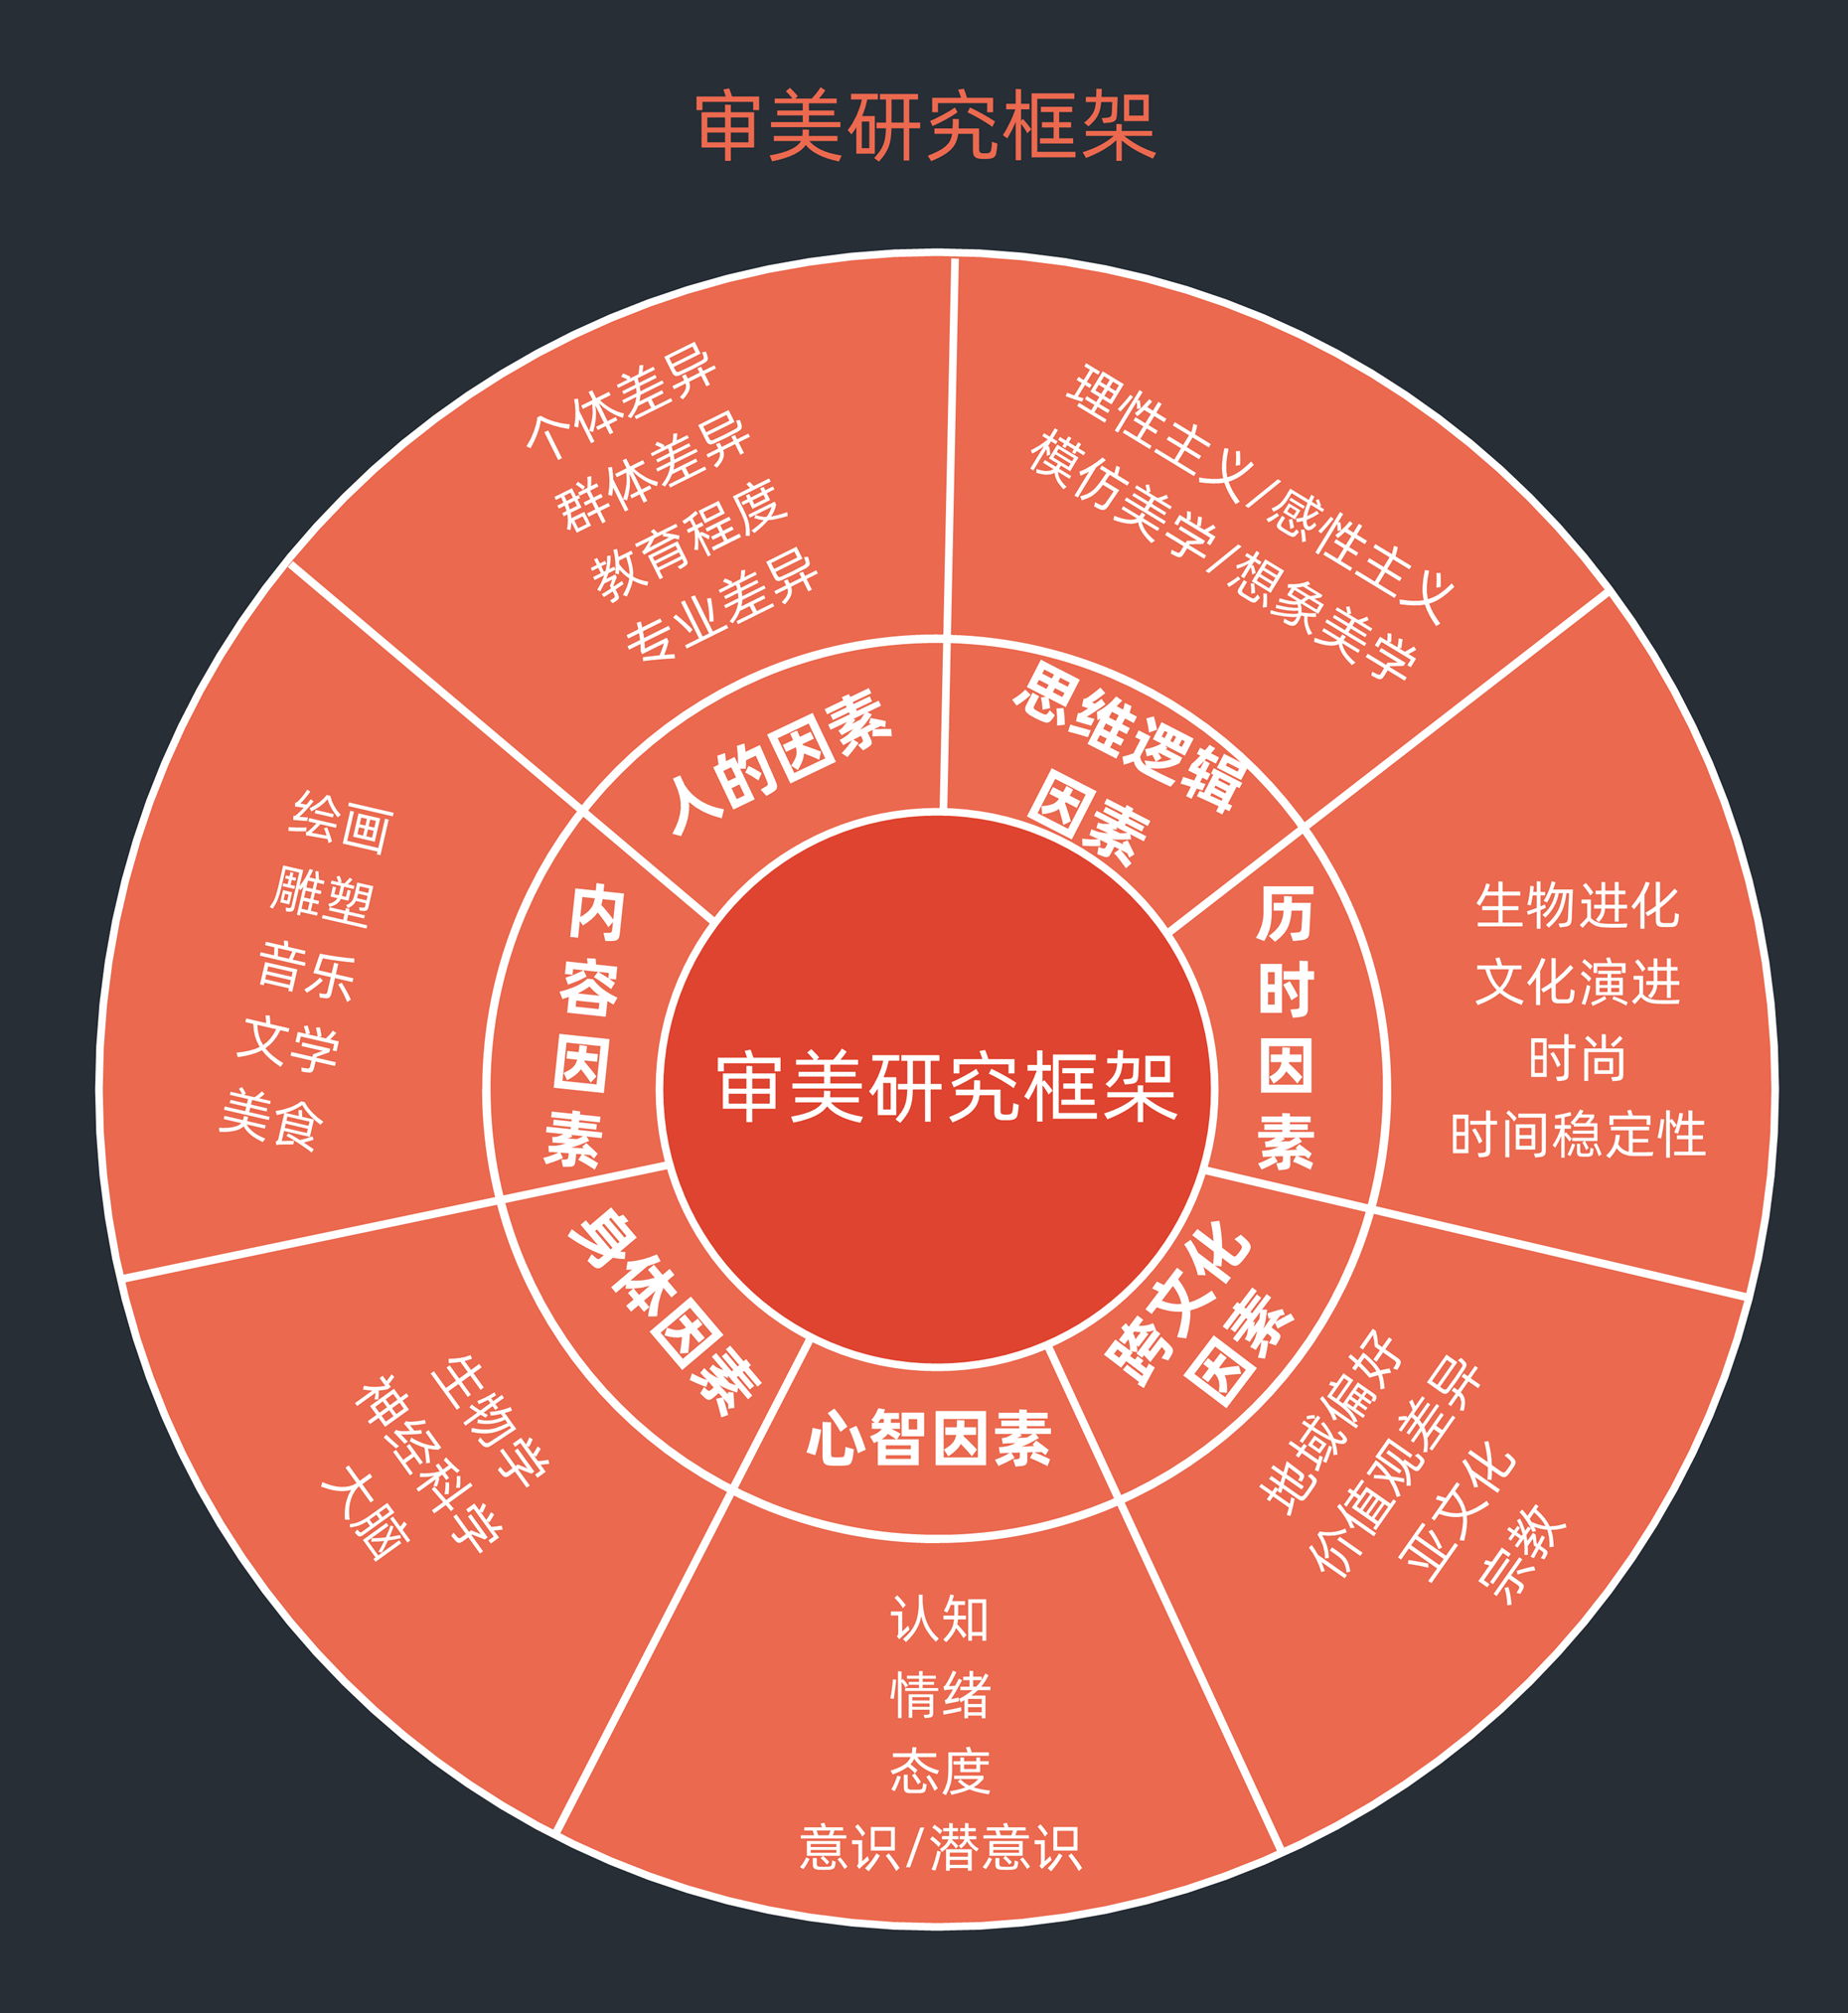 审美研究框架
个体差异
群体差异
教育程度
专业差异
人的因素
理性主义/感性主义
模仿美学/想象美学
思维逻辑
因素
生物进化
文化演进
时尚
时间稳定性
历时因素
地域偏好
价值观差异
亚文化
宗教
跨文化
因素
认知
情绪
态度
意识/潜意识
心智因素
生物学
神经科学
大脑
身体因素
绘画
雕塑
音乐
文学
美食
内容因素
审美研究框架